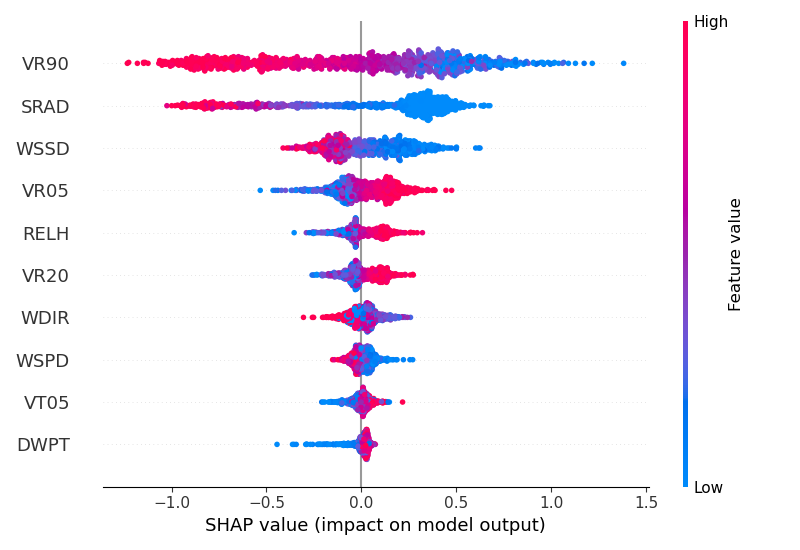 High
VR90
SRAD
WSSD
VR05
RELH
VR20
WDIR
WSPD
VT05
DWPT
Feature value
Low
−1.0 −0.5 0.0 0.5 1.0 1.5
SHAP value (impact on model output)